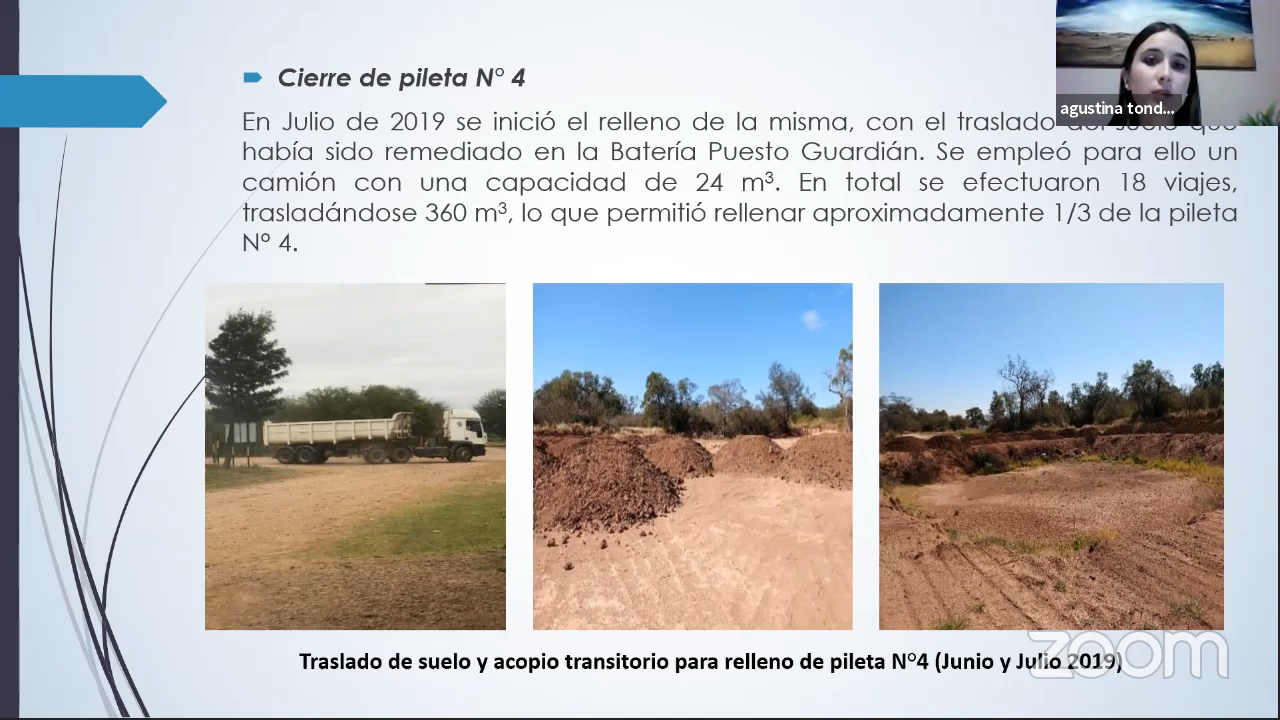 Cierre de pileta N° 4
agustina tond...
En Julio de 2019 se inició el relleno de la misma, con el traslado del suelo que
había sido remediado en la Batería Puesto Guardián. Se empleó para ello un
camión con una capacidad de 24 m³. En total se efectuaron 18 viajes,
trasladándose 360 m³, lo que permitió rellenar aproximadamente 1/3 de la pileta
N° 4.
Traslado de suelo y acopio transitorio para relleno de pileta N°4 (Junio y Julio 2019)
zoom